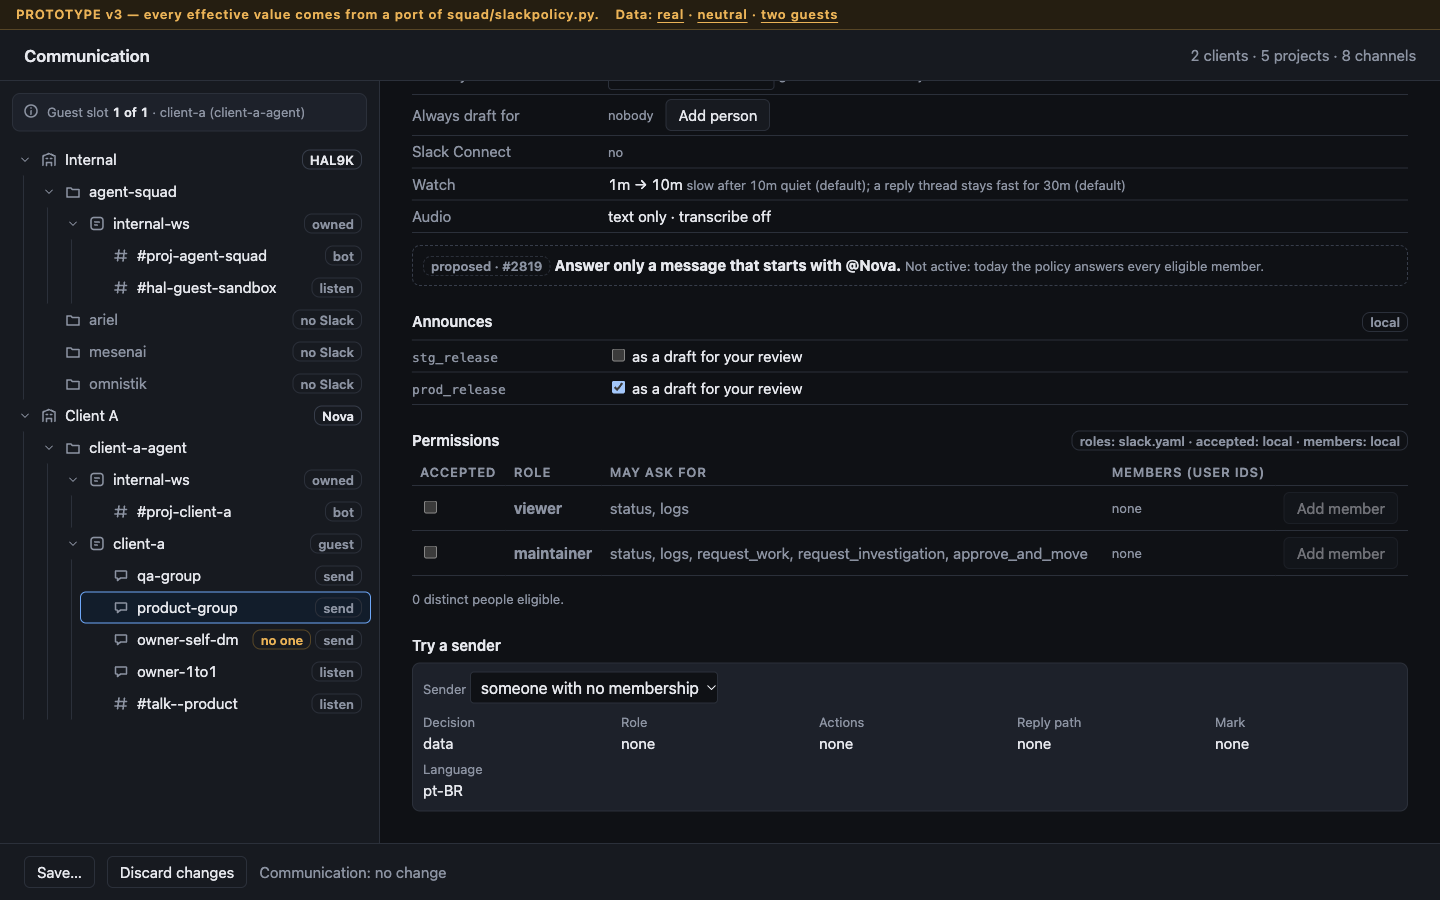 PROTOTYPE v3 — every effective value comes from a port of squad/slackpolicy.py. Data: real · neutral · two guests
Communication
2 clients · 5 projects · 8 channels
Guest slot 1 of 1 · client-a (client-a-agent)
Internal HAL9K
agent-squad
internal-ws owned
#proj-agent-squad bot
#hal-guest-sandbox listen
ariel no Slack
mesenai no Slack
omnistik no Slack
Client A Nova
client-a-agent
internal-ws owned
#proj-client-a bot
client-a guest
qa-group send
product-group send
owner-self-dm no one send
owner-1to1 listen
#talk--product listen
Always draft for nobody Add person
Slack Connect no
Watch 1m → 10m slow after 10m quiet (default); a reply thread stays fast for 30m (default)
Audio text only · transcribe off
proposed · #2819 Answer only a message that starts with @Nova. Not active: today the policy answers every eligible member.
Announces local
stg_release as a draft for your review
prod_release as a draft for your review
Permissions roles: slack.yaml · accepted: local · members: local
ACCEPTED ROLE MAY ASK FOR MEMBERS (USER IDS)
viewer status, logs none Add member
maintainer status, logs, request_work, request_investigation, approve_and_move none Add member
0 distinct people eligible.
Try a sender
Sender someone with no membership
Decision Role Actions Reply path Mark
data none none none none
Language
pt-BR
Save... Discard changes Communication: no change